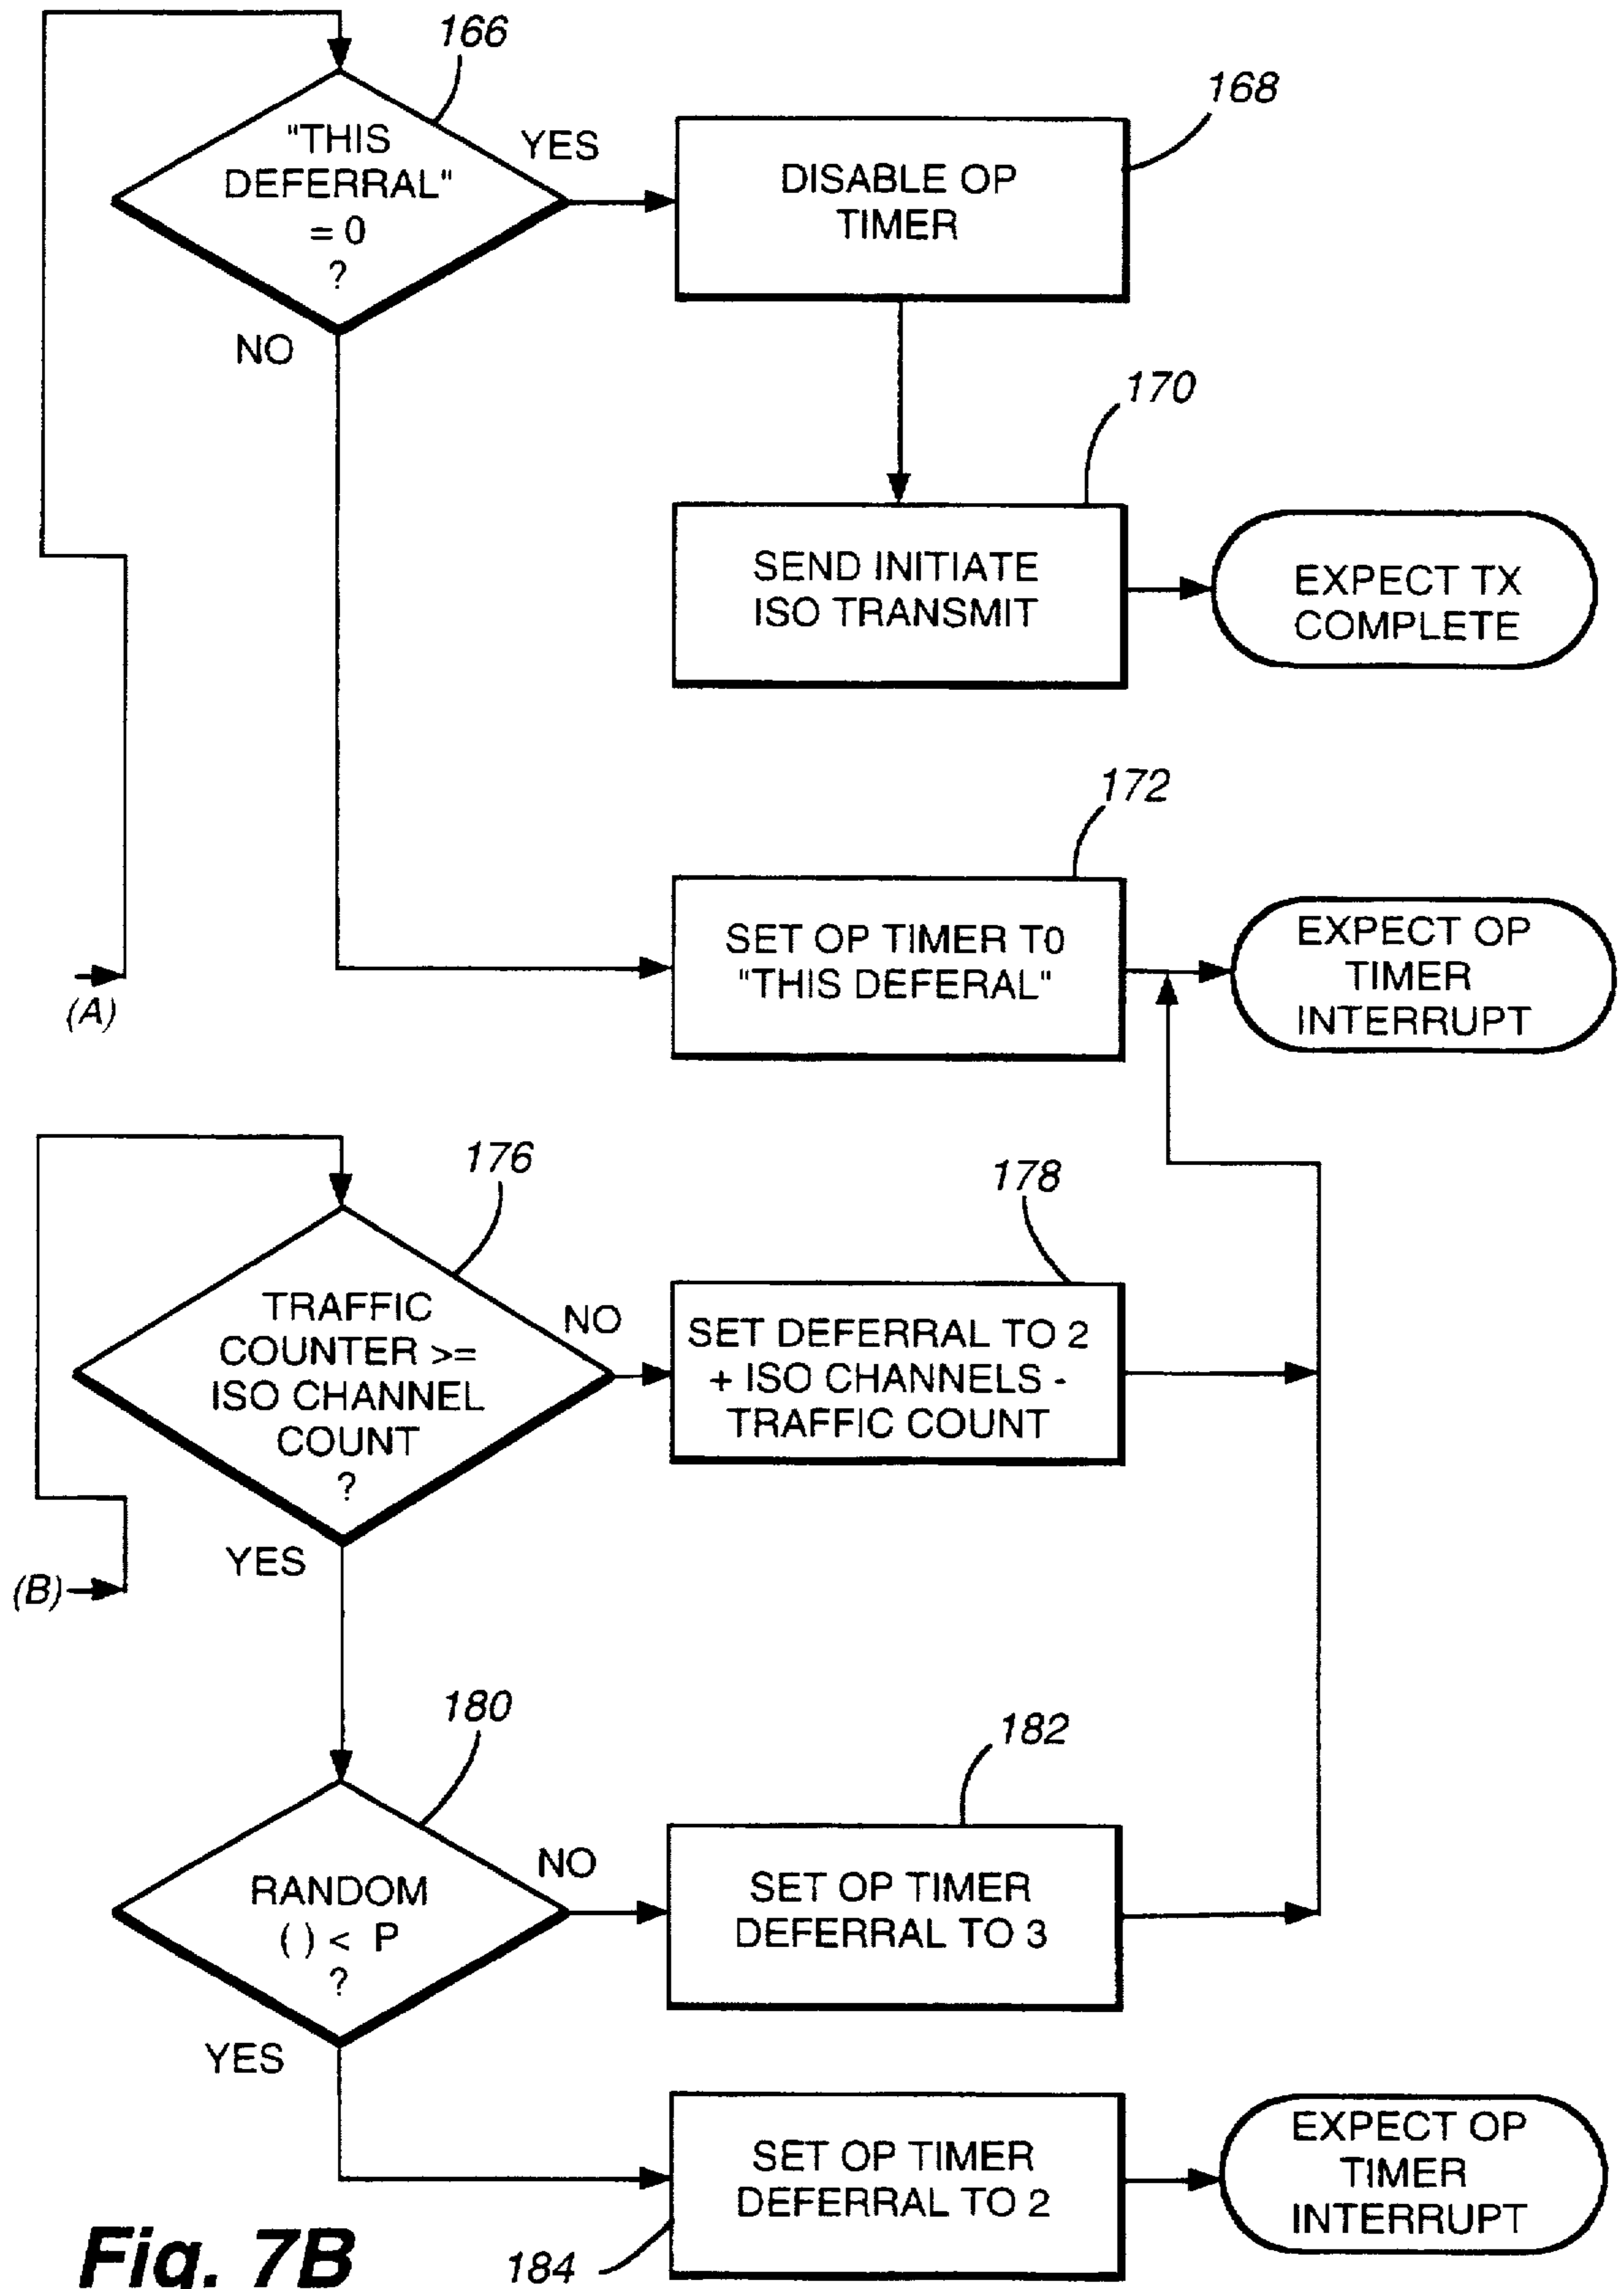 166
"THIS
DEFERRAL"
= 0
?
YES
NO
168
DISABLE OP
TIMER
170
SEND INITIATE
ISO TRANSMIT
EXPECT TX
COMPLETE
172
SET OP TIMER T0
"THIS DEFERAL"
EXPECT OP
TIMER
INTERRUPT
(A)
176
TRAFFIC
COUNTER >=
ISO CHANNEL
COUNT
?
NO
YES
178
SET DEFERRAL TO 2
+ ISO CHANNELS -
TRAFFIC COUNT
(B)
180
RANDOM
( ) < P
?
NO
YES
182
SET OP TIMER
DEFERRAL TO 3
SET OP TIMER
DEFERRAL TO 2
184
EXPECT OP
TIMER
INTERRUPT
Fig. 7B